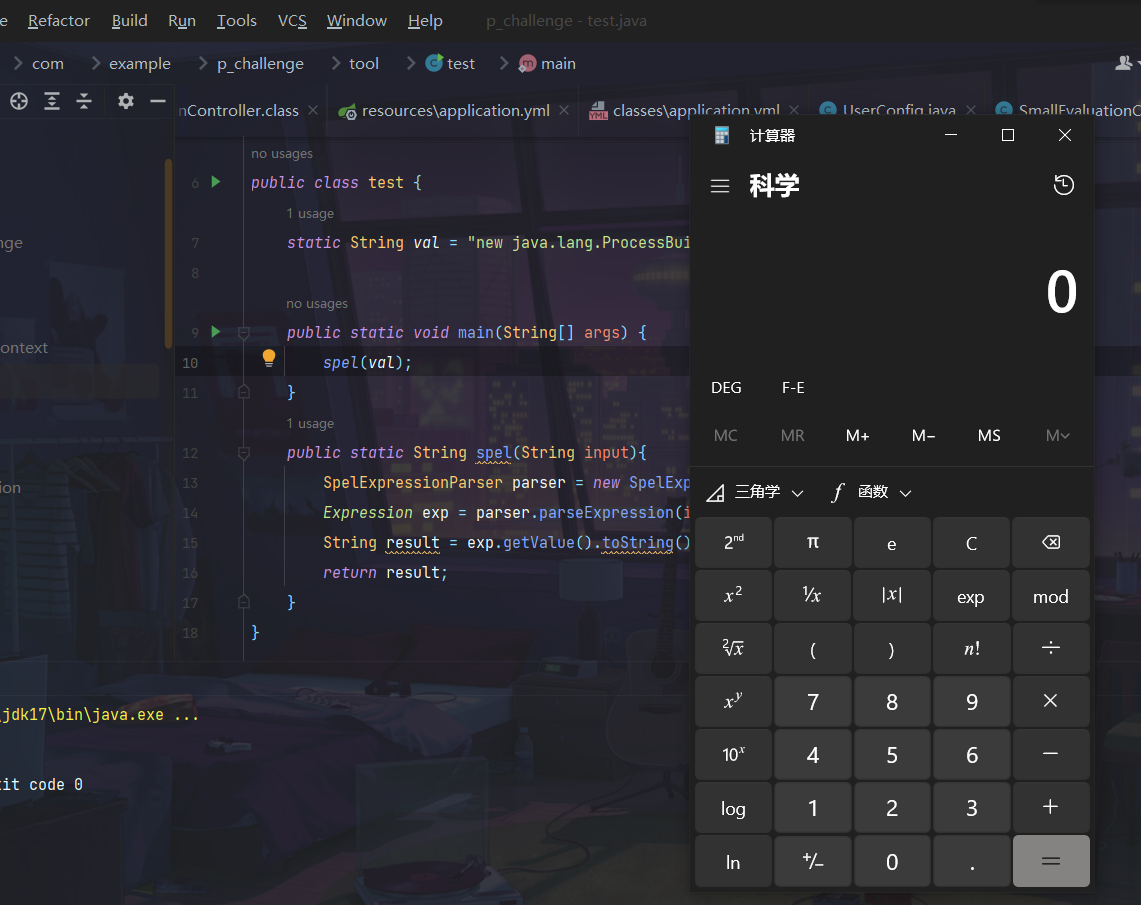 Refactor Build Run Tools VCS Window Help p_challenge - test.java
com example p_challenge tool test main
nController.class resources\application.yml classes\application.yml UserConfig.java SmallEvaluationC
no usages
6 public class test {
1 usage
7 static String val = "new java.lang.ProcessBui
8
no usages
9 public static void main(String[] args) {
10 spel(val);
11 }
1 usage
12 public static String spel(String input){
13 SpelExpressionParser parser = new SpelExp
14 Expression exp = parser.parseExpression(i
15 String result = exp.getValue().toString()
16 return result;
17 }
18 }
nge
ontext
ion
\jdk17\bin\java.exe ...
xit code 0
计算器
科学
0
DEG F-E
MC MR M+ M− MS M
三角学 f 函数
2nd π e C
x² ¹/x |x| exp mod
²√x ( ) n! ÷
xʸ 7 8 9 ×
10ˣ 4 5 6 −
log 1 2 3 +
ln +/− 0 . =